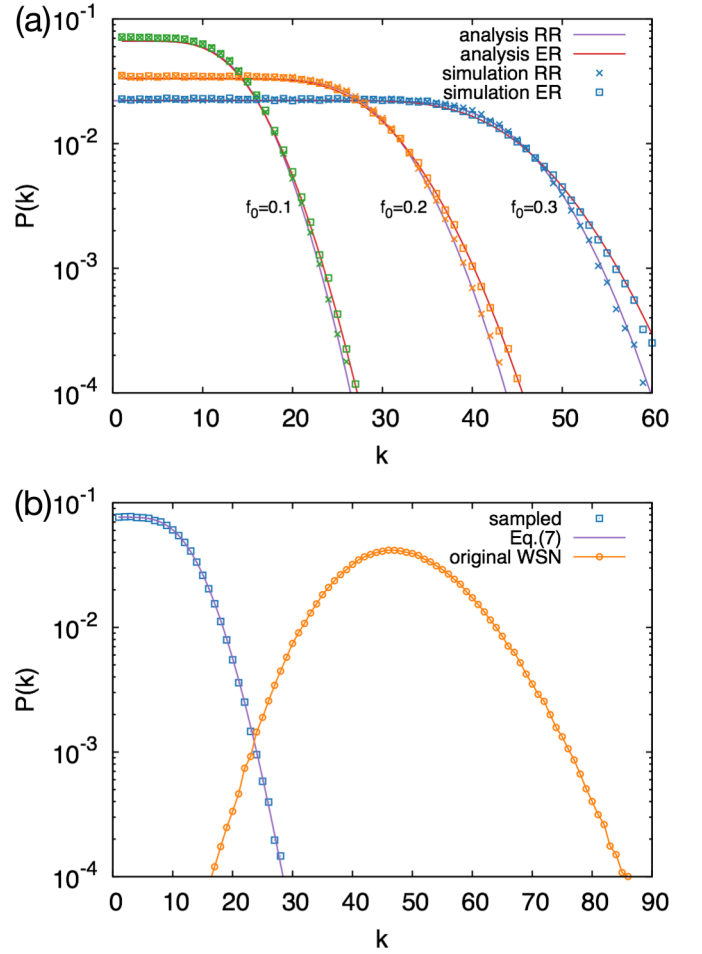 (a)
10^-1
10^-2
10^-3
10^-4
P(k)
analysis RR
analysis ER
simulation RR
simulation ER
f₀=0.1
f₀=0.2
f₀=0.3
0 10 20 30 40 50 60
k
(b)
10^-1
10^-2
10^-3
10^-4
P(k)
sampled
Eq.(7)
original WSN
0 10 20 30 40 50 60 70 80 90
k